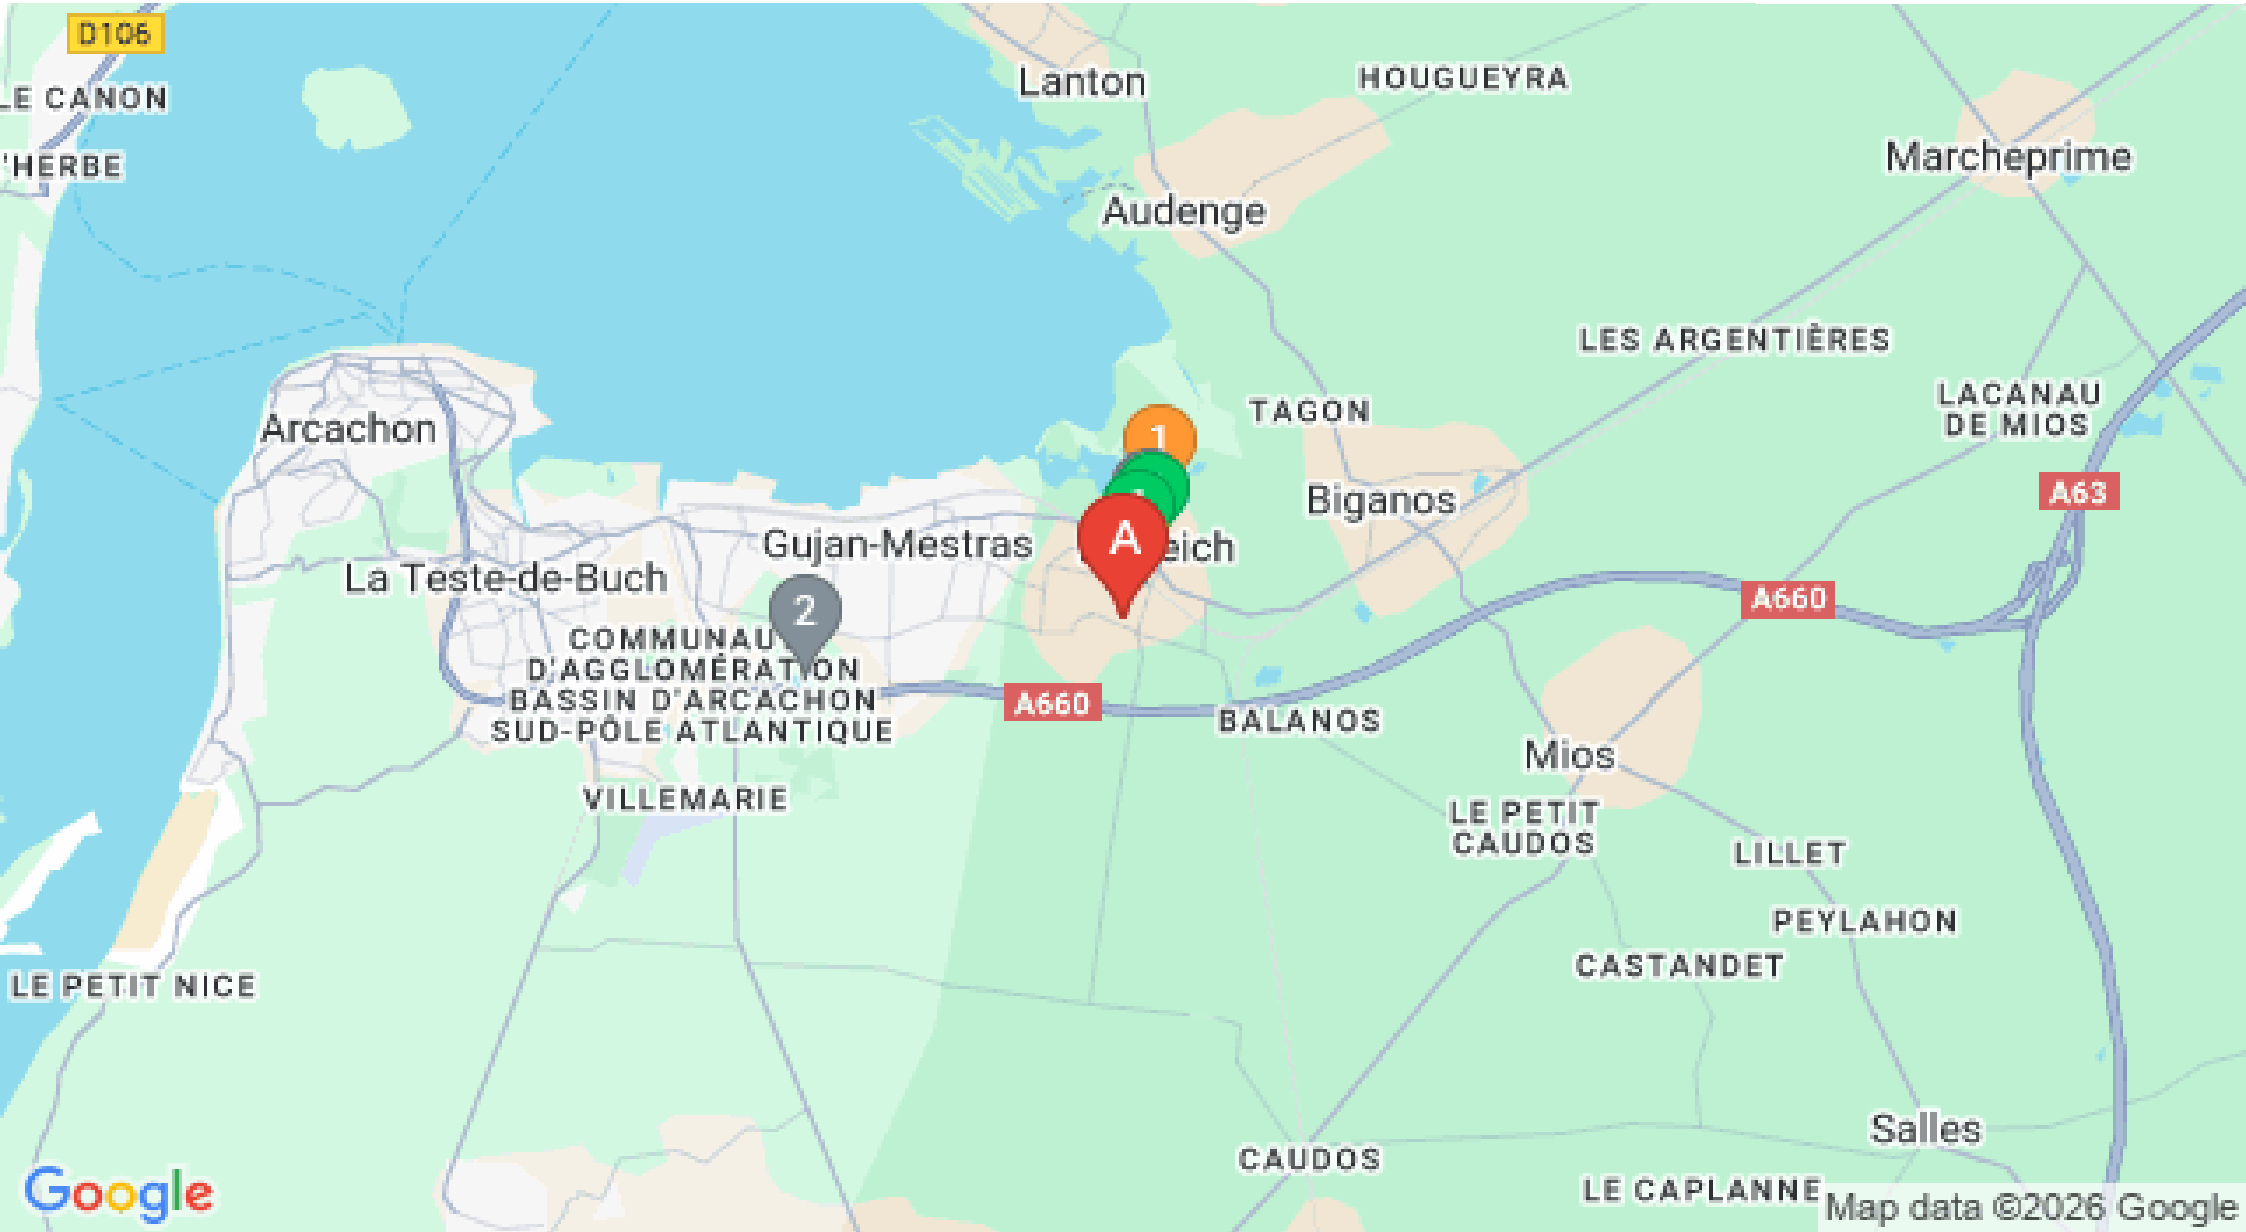 D106
LE CANON
'HERBE
Lanton
HOUGUEYRA
Marcheprime
Audenge
LES ARGENTIÈRES
LACANAU
DE MIOS
TAGON
1
Arcachon
A63
Biganos
A
eich
Gujan-Mestras
La Teste-de-Buch
2
A660
COMMUNAU
D'AGGLOMÉRATION
BASSIN D'ARCACHON
SUD-PÔLE ATLANTIQUE
A660
BALANOS
Mios
VILLEMARIE
LE PETIT
CAUDOS
LILLET
PEYLAHON
CASTANDET
LE PETIT NICE
Salles
CAUDOS
LE CAPLANNE
Google
Map data ©2026 Google